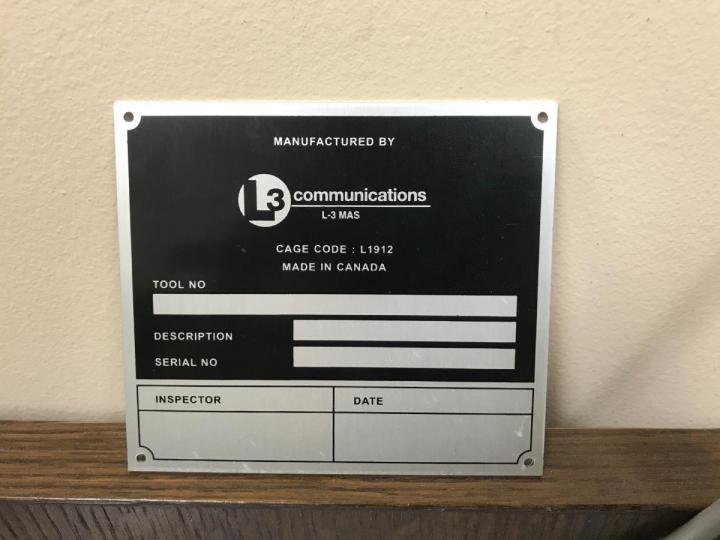 MANUFACTURED BY
L3 communications
L-3 MAS
CAGE CODE : L1912
MADE IN CANADA
TOOL NO
DESCRIPTION
SERIAL NO
INSPECTOR DATE